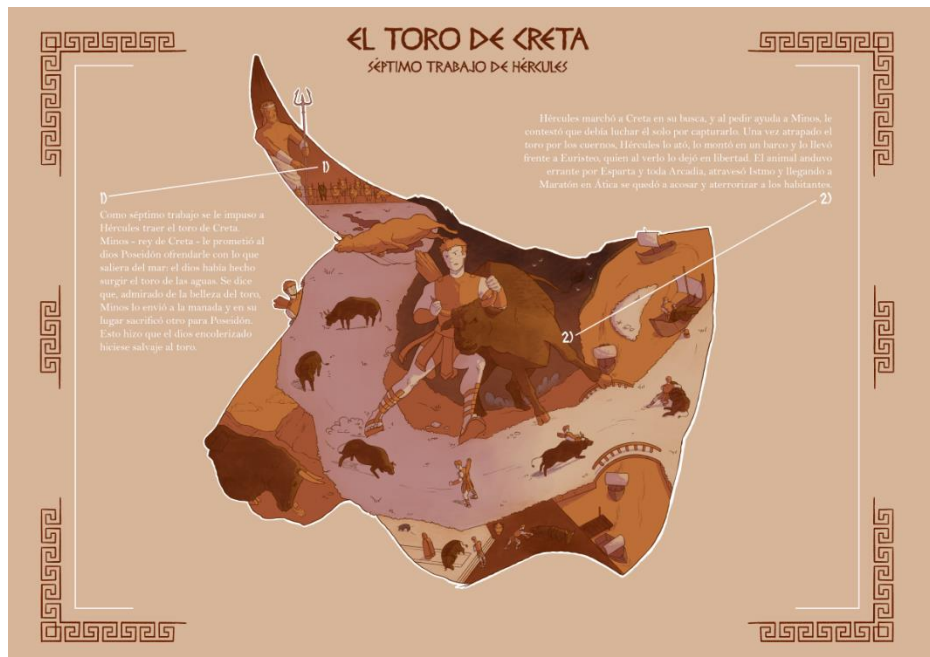 EL TORO DE CRETA
SÉPTIMO TRABAJO DE HÉRCULES
Hércules marchó a Creta en su busca, y al pedir ayuda a Minos, le
contestó que debía luchar él solo por capturarlo. Una vez atrapado el
toro por los cuernos, Hércules lo ató, lo montó en un barco y lo llevó
frente a Euristeo, quien al verlo lo dejó en libertad. El animal anduvo
errante por Esparta y toda Arcadia, atravesó Istmo y llegando a
Maratón en Ática se quedó a acosar y aterrorizar a los habitantes.
1)
1)
2)
Como séptimo trabajo se le impuso a
Hércules traer el toro de Creta.
Minos - rey de Creta - le prometió al
dios Poseidón ofrendarle con lo que
saliera del mar: el dios había hecho
surgir el toro de las aguas. Se dice
que, admirado de la belleza del toro,
Minos lo envió a la manada y en su
lugar sacrificó otro para Poseidón.
Esto hizo que el dios encolerizado
hiciese salvaje al toro.
2)